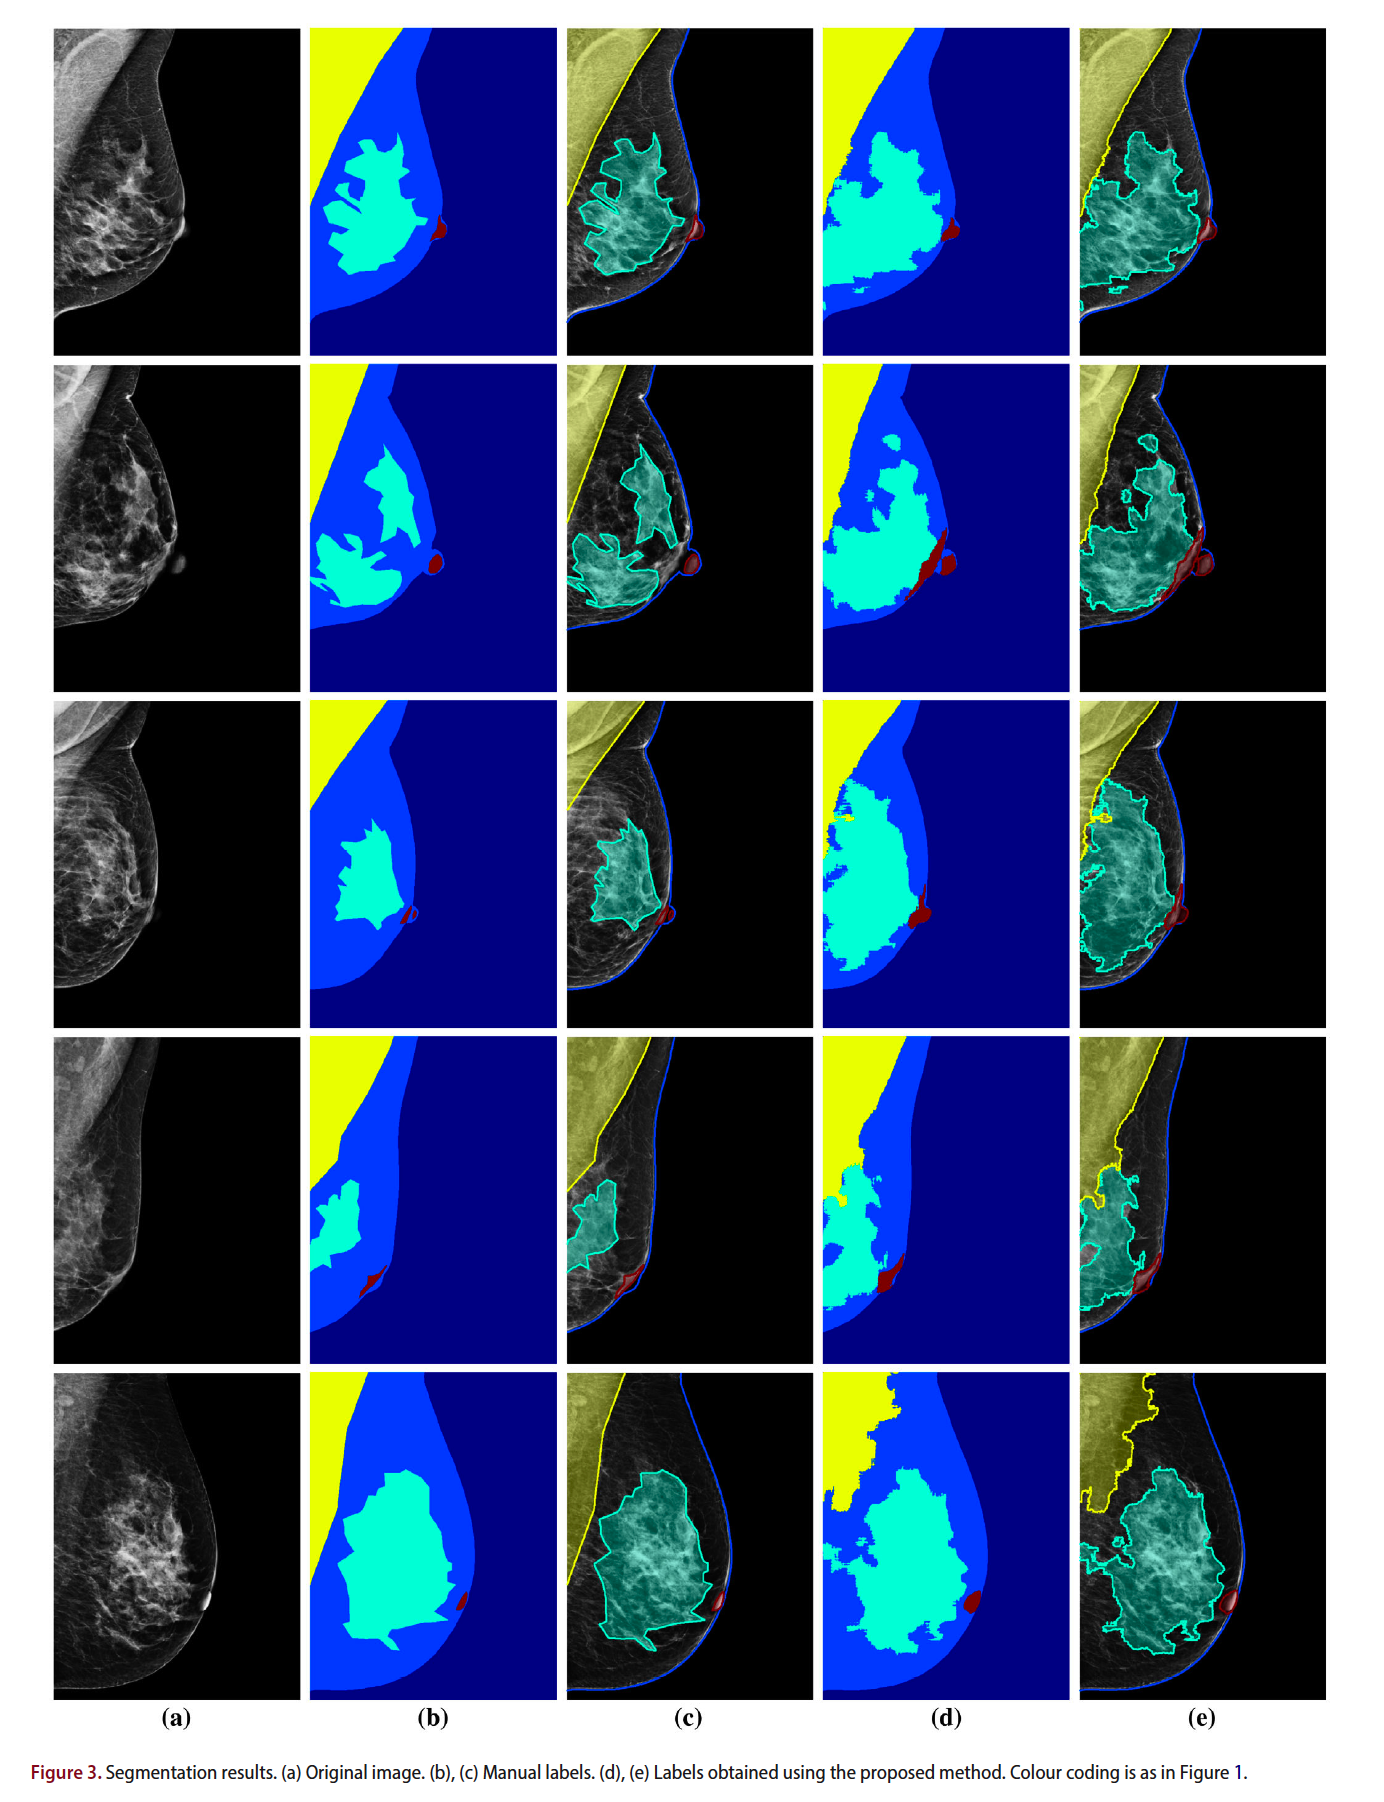 (a) (b) (c) (d) (e)
Figure 3. Segmentation results. (a) Original image. (b), (c) Manual labels. (d), (e) Labels obtained using the proposed method. Colour coding is as in Figure 1.